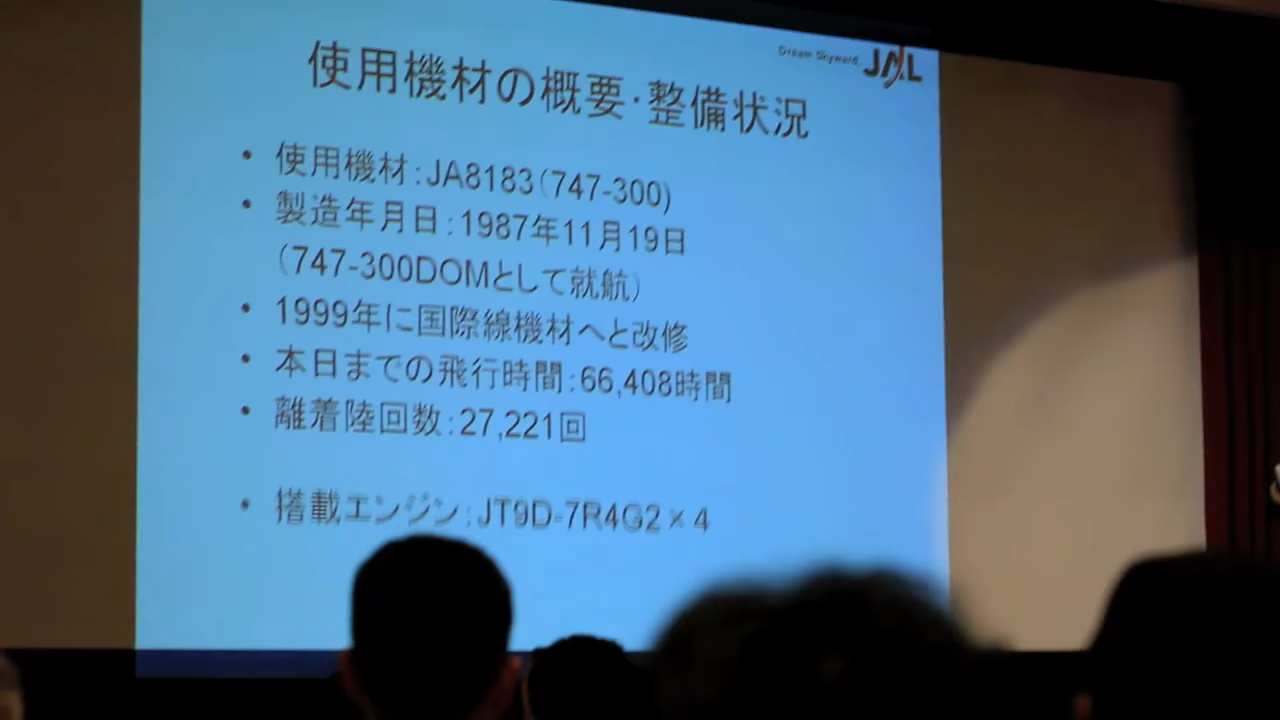 Dream Skyward.
JAL
使用機材の概要・整備状況
• 使用機材:JA8183(747-300)
• 製造年月日:1987年11月19日
(747-300DOMとして就航)
• 1999年に国際線機材へと改修
• 本日までの飛行時間:66,408時間
• 離着陸回数:27,221回
• 搭載エンジン:JT9D-7R4G2×4